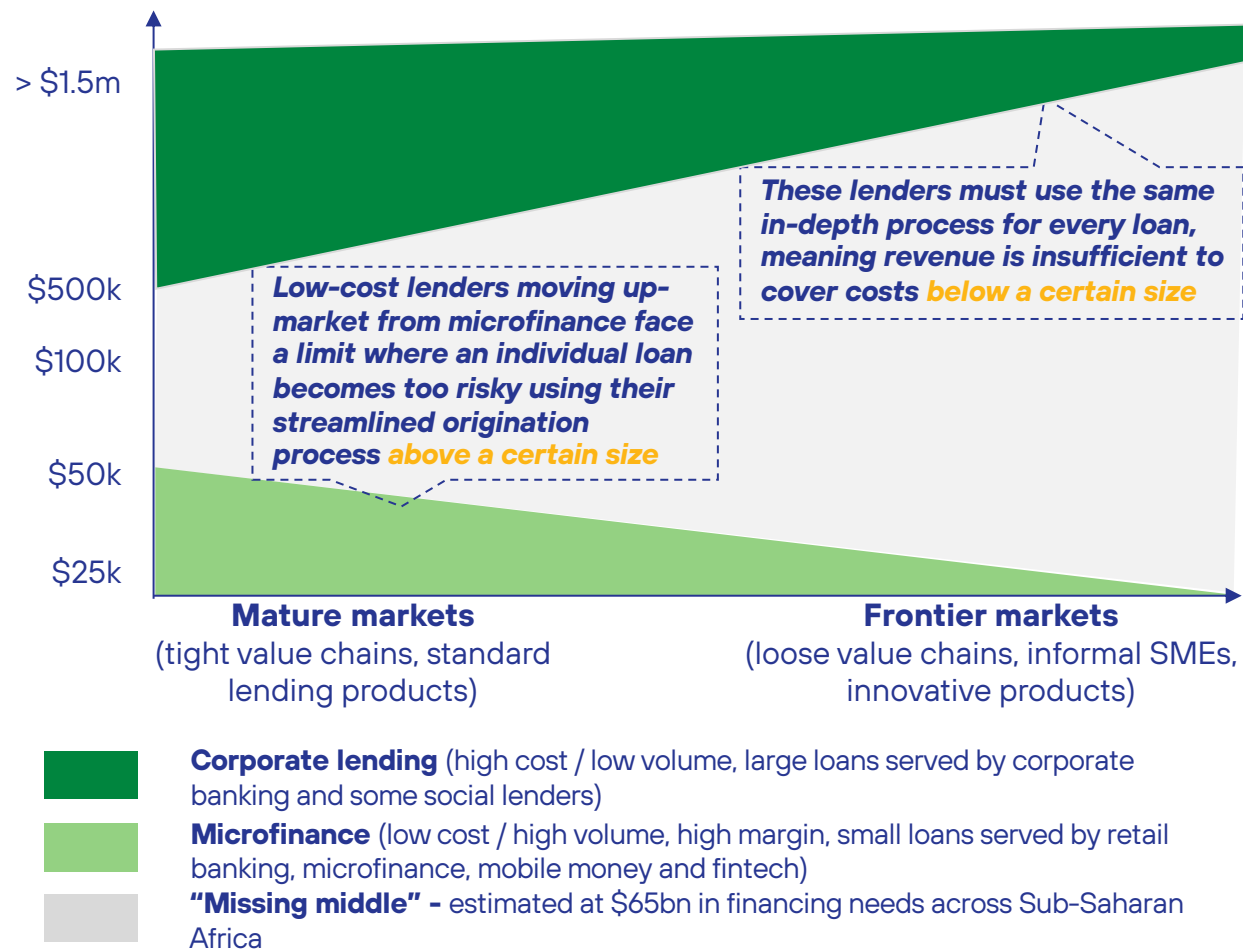 > $1.5m
$500k
$100k
$50k
$25k
These lenders must use the same
in-depth process for every loan,
meaning revenue is insufficient to
cover costs below a certain size
Low-cost lenders moving up-
market from microfinance face
a limit where an individual loan
becomes too risky using their
streamlined origination
process above a certain size
Mature markets
(tight value chains, standard
lending products)
Frontier markets
(loose value chains, informal SMEs,
innovative products)
Corporate lending (high cost / low volume, large loans served by corporate
banking and some social lenders)
Microfinance (low cost / high volume, high margin, small loans served by retail
banking, microfinance, mobile money and fintech)
“Missing middle” - estimated at $65bn in financing needs across Sub-Saharan
Africa